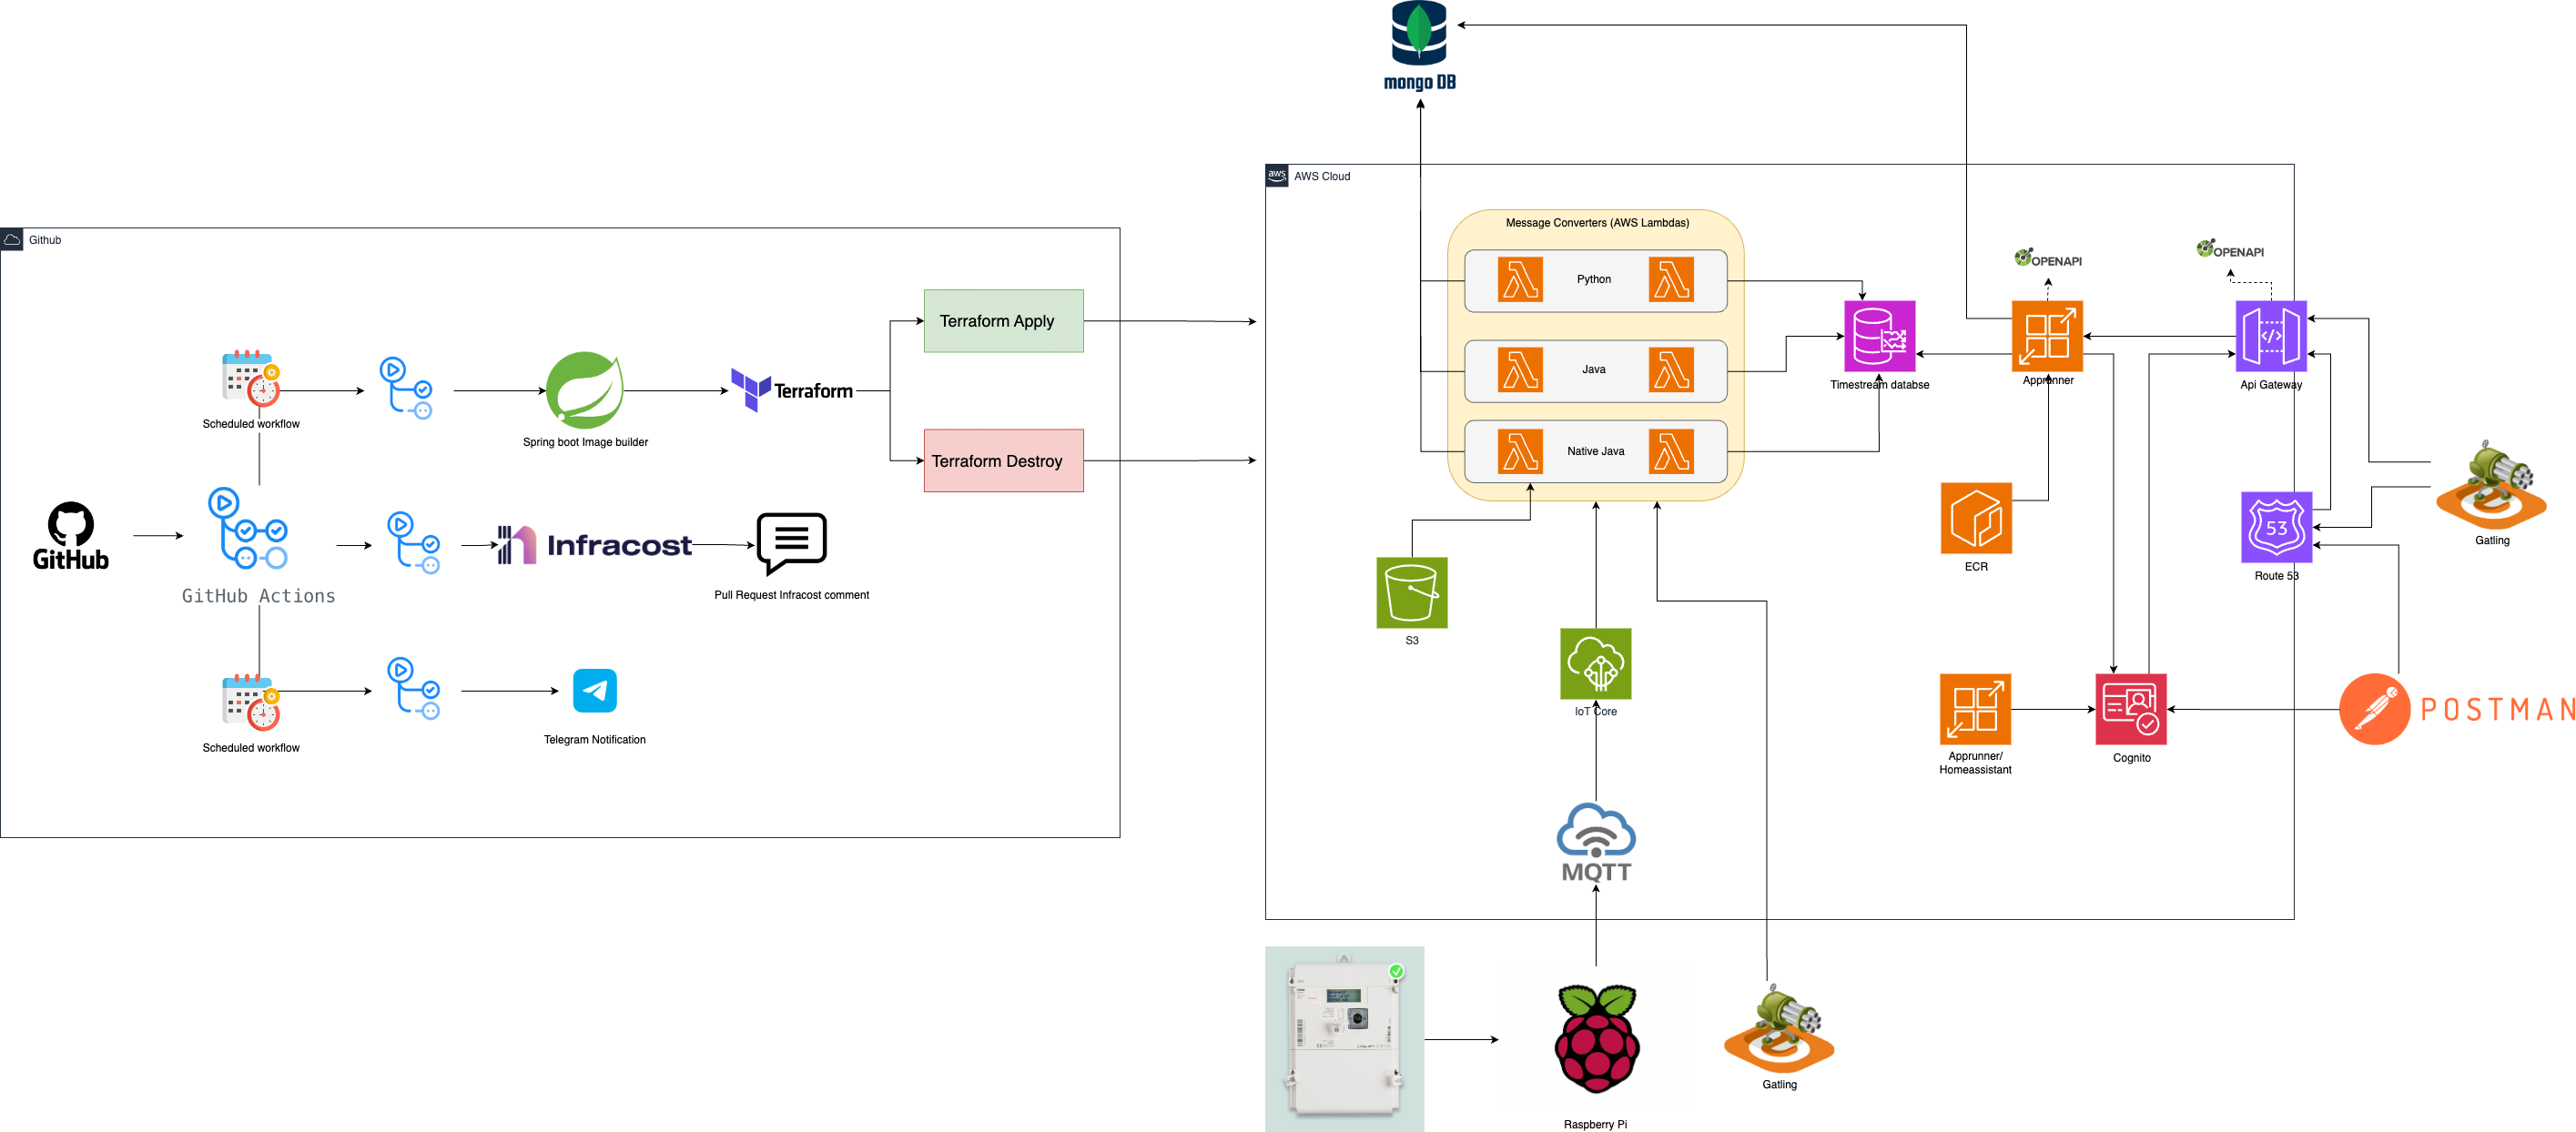 mongo DB
aws
AWS Cloud
Github
Message Converters (AWS Lambdas)
Python
Java
Native Java
OPENAPI
OPENAPI
Timestream databse
Apprunner
Api Gateway
Terraform Apply
Terraform Destroy
Scheduled workflow
Spring boot Image builder
Terraform
GitHub
GitHub Actions
Infracost
Pull Request Infracost comment
Scheduled workflow
Telegram Notification
ECR
53
Route 53
Gatling
S3
IoT Core
Apprunner/
Homeassistant
Cognito
POSTMAN
MQTT
Raspberry Pi
Gatling